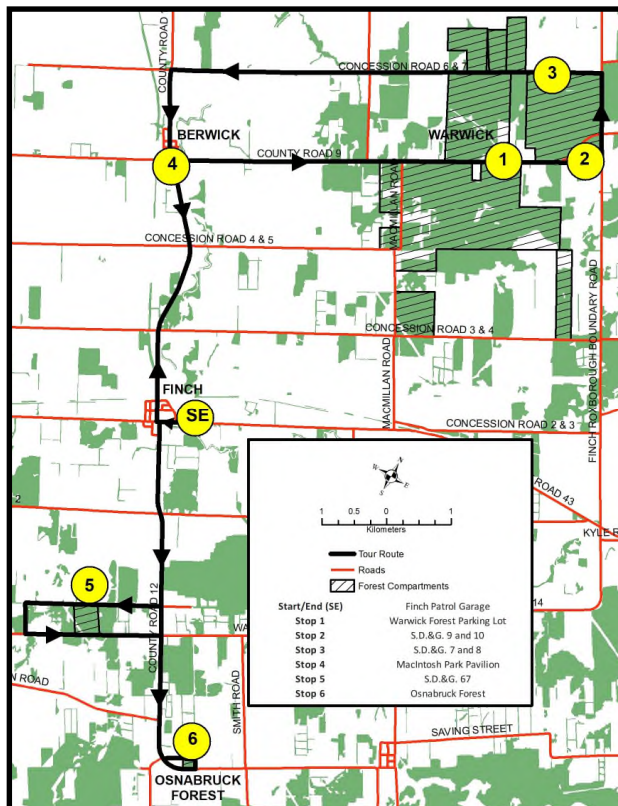 COUNTY ROAD 1
CONCESSION ROAD 6 & 7
3
BERWICK
WARWICK
4
COUNTY ROAD 9
1
2
MACMILLAN ROAD
CONCESSION ROAD 4 & 5
FINCH ROXBOROUGH BOUNDARY ROAD
CONCESSION ROAD 3 & 4
MACMILLAN ROAD
FINCH
SE
CONCESSION ROAD 2 & 3
2
ROAD 43
KYLE R
N
W
E
S
1 0.5 0 1
Kilometers
Tour Route
Roads
Forest Compartments
Start/End (SE) Finch Patrol Garage
Stop 1 Warwick Forest Parking Lot
Stop 2 S.D.&G. 9 and 10
Stop 3 S.D.&G. 7 and 8
Stop 4 MacIntosh Park Pavilion
Stop 5 S.D.&G. 67
Stop 6 Osnabruck Forest
14
5
COUNTY ROAD 12
WA
N ROAD
SMITH ROAD
6
SAVING STREET
OSNABRUCK
FOREST